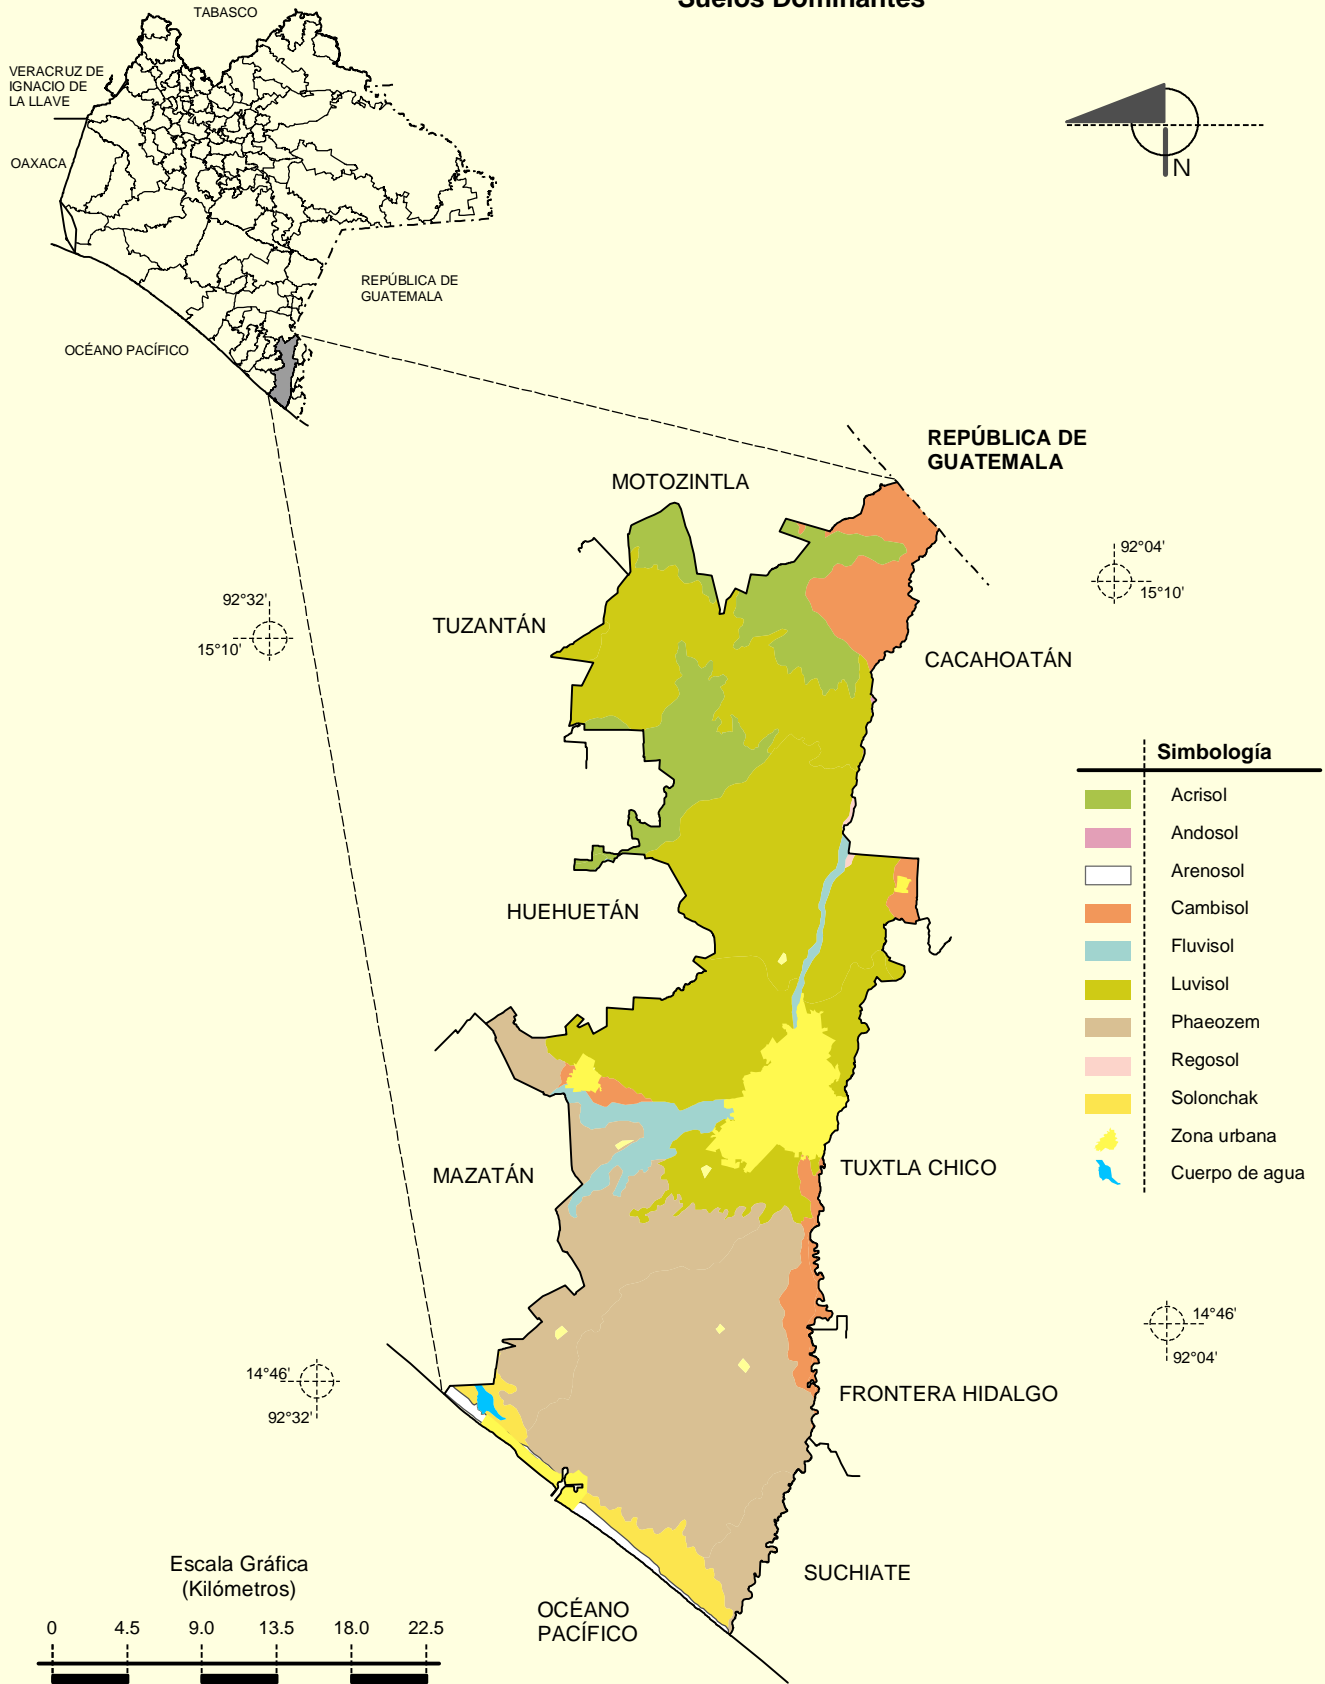 Suelos Dominantes
TABASCO
VERACRUZ DE
IGNACIO DE
LA LLAVE
OAXACA
REPÚBLICA DE
GUATEMALA
OCÉANO PACÍFICO
N
REPÚBLICA DE
GUATEMALA
MOTOZINTLA
92°04'
15°10'
92°32'
15°10'
TUZANTÁN
CACAHOATÁN
HUEHUETÁN
Simbología
Acrisol
Andosol
Arenosol
Cambisol
Fluvisol
Luvisol
Phaeozem
Regosol
Solonchak
Zona urbana
Cuerpo de agua
MAZATÁN
TUXTLA CHICO
14°46'
92°04'
14°46'
92°32'
FRONTERA HIDALGO
SUCHIATE
OCÉANO
PACÍFICO
Escala Gráfica
(Kilómetros)
0 4.5 9.0 13.5 18.0 22.5